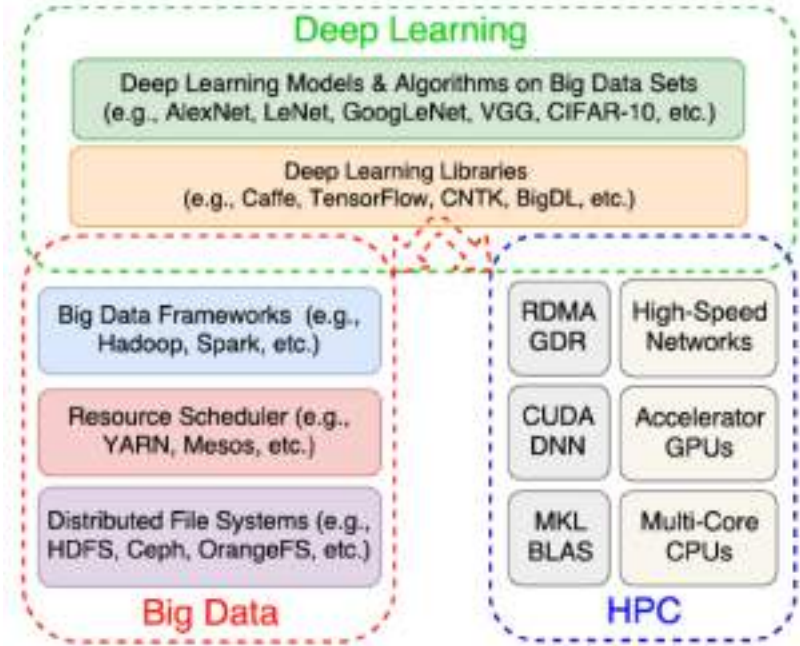 Deep Learning
Deep Learning Models & Algorithms on Big Data Sets
(e.g., AlexNet, LeNet, GoogLeNet, VGG, CIFAR-10, etc.)
Deep Learning Libraries
(e.g., Caffe, TensorFlow, CNTK, BigDL, etc.)
Big Data Frameworks (e.g.,
Hadoop, Spark, etc.)
Resource Scheduler (e.g.,
YARN, Mesos, etc.)
Distributed File Systems (e.g.,
HDFS, Ceph, OrangeFS, etc.)
Big Data
RDMA
GDR
High-Speed
Networks
CUDA
DNN
Accelerator
GPUs
MKL
BLAS
Multi-Core
CPUs
HPC